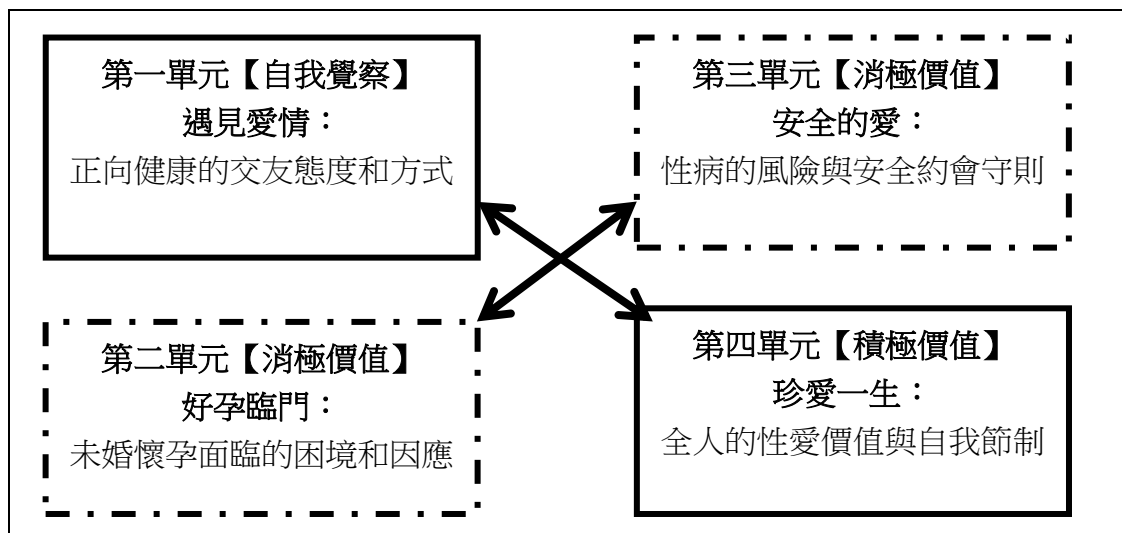 第一單元【自我覺察】
遇見愛情：
正向健康的交友態度和方式
第三單元【消極價值】
安全的愛：
性病的風險與安全約會守則
第二單元【消極價值】
好孕臨門：
未婚懷孕面臨的困境和因應
第四單元【積極價值】
珍愛一生：
全人的性愛價值與自我節制